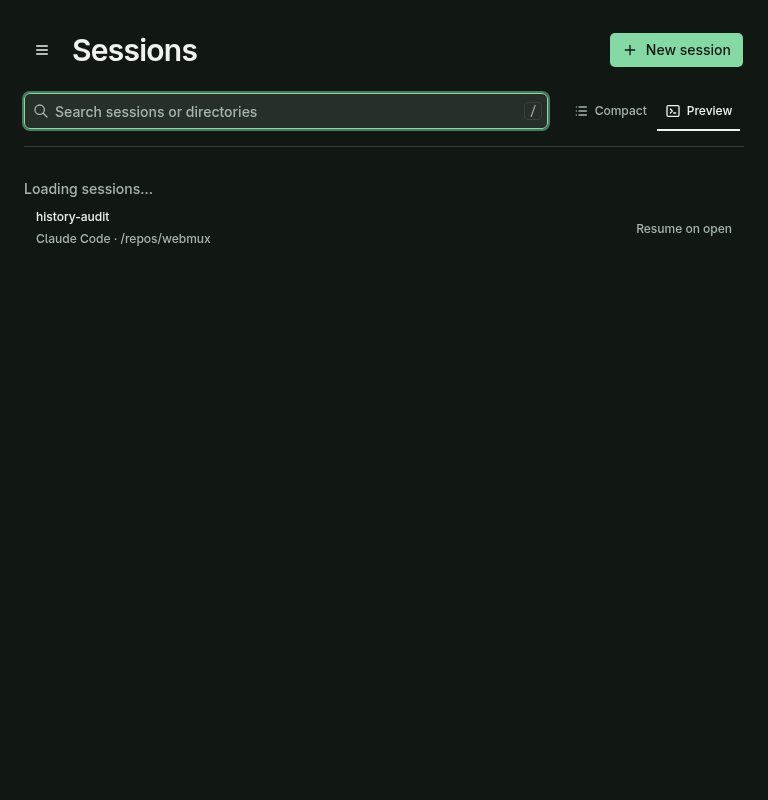 Sessions
New session
Search sessions or directories /
Compact
Preview
Loading sessions...
history-audit
Claude Code · /repos/webmux
Resume on open